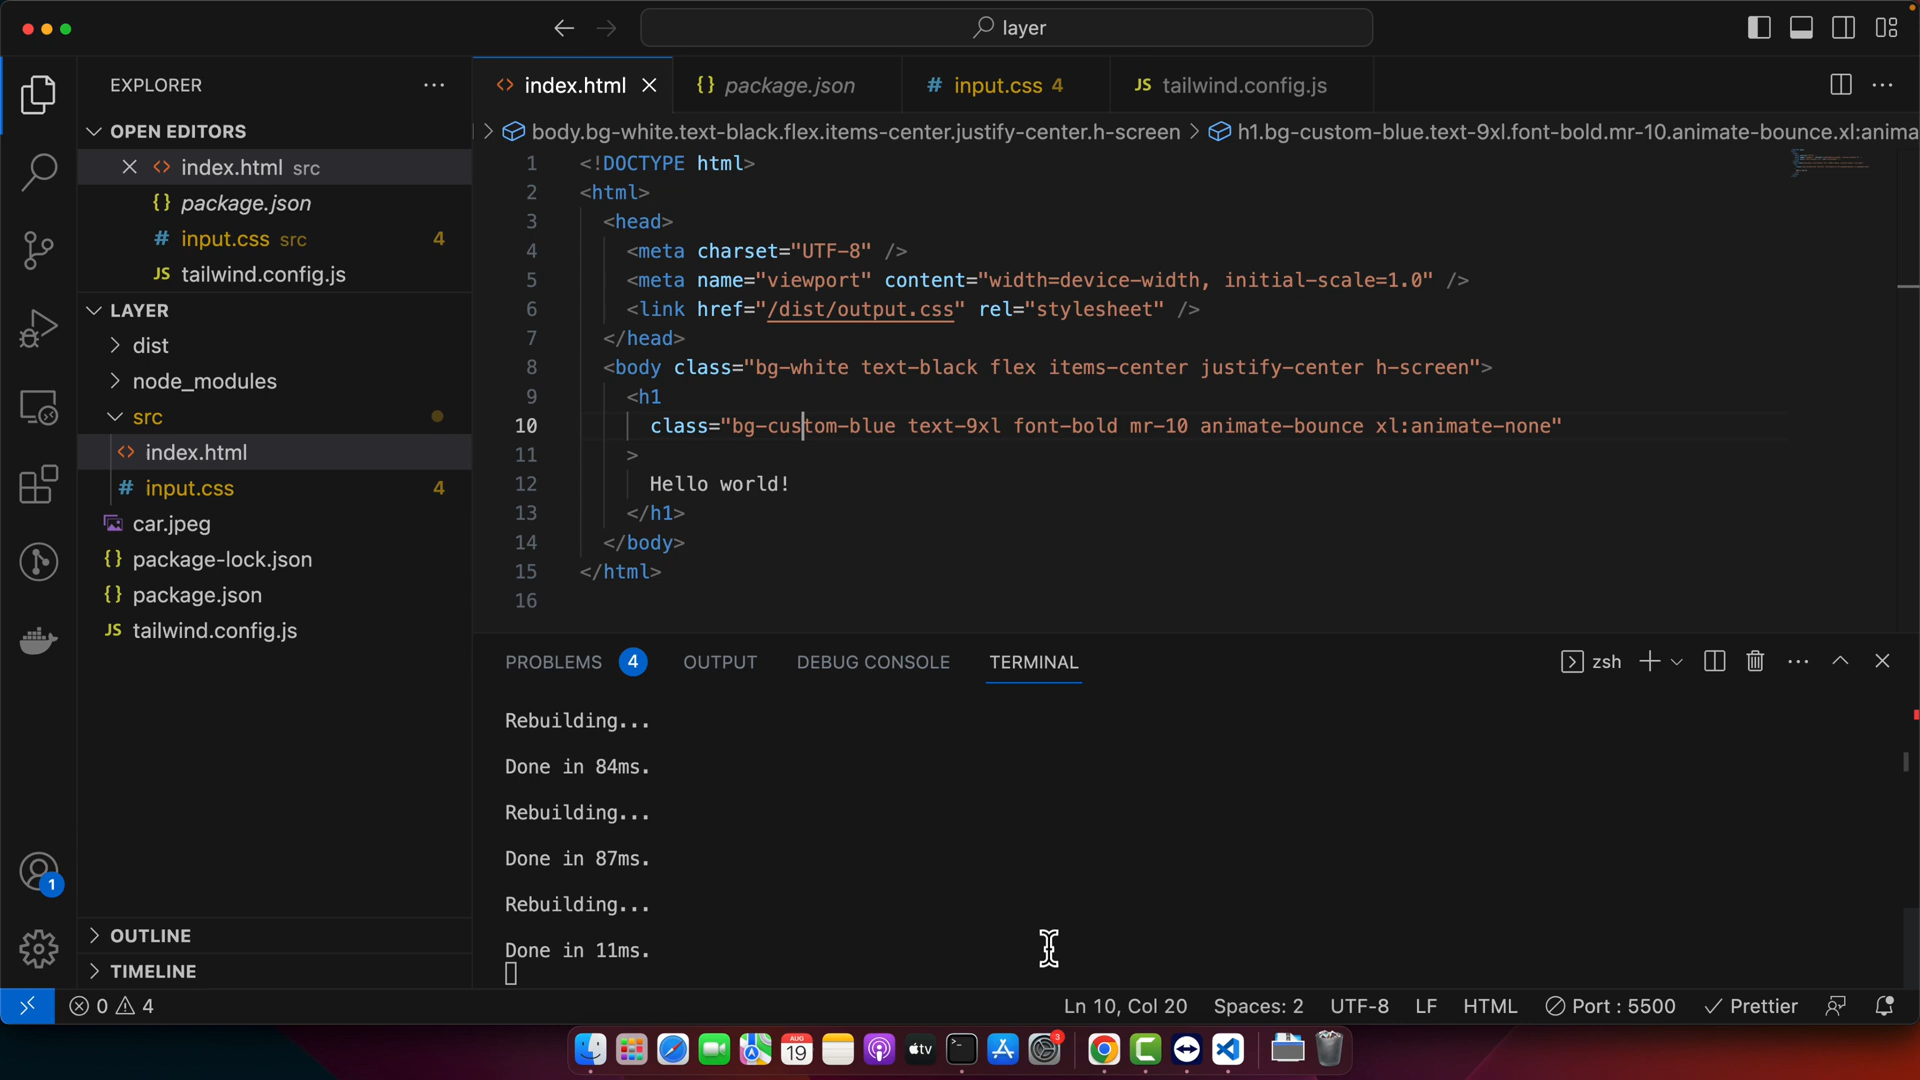 layer
EXPLORER
OPEN EDITORS
index.html src
{} package.json
# input.css src 4
JS tailwind.config.js
LAYER
dist
node_modules
src
index.html
# input.css 4
car.jpeg
{} package-lock.json
{} package.json
JS tailwind.config.js
OUTLINE
TIMELINE
1
index.html
{} package.json
# input.css 4
JS tailwind.config.js
body.bg-white.text-black.flex.items-center.justify-center.h-screen > h1.bg-custom-blue.text-9xl.font-bold.mr-10.animate-bounce.xl:anima
1 <!DOCTYPE html>
2 <html>
3 <head>
4 <meta charset="UTF-8" />
5 <meta name="viewport" content="width=device-width, initial-scale=1.0" />
6 <link href="/dist/output.css" rel="stylesheet" />
7 </head>
8 <body class="bg-white text-black flex items-center justify-center h-screen">
9 <h1
10 class="bg-custom-blue text-9xl font-bold mr-10 animate-bounce xl:animate-none"
11 >
12 Hello world!
13 </h1>
14 </body>
15 </html>
16
PROBLEMS 4 OUTPUT DEBUG CONSOLE TERMINAL
zsh
Rebuilding...
Done in 84ms.
Rebuilding...
Done in 87ms.
Rebuilding...
Done in 11ms.
0 4
Ln 10, Col 20 Spaces: 2 UTF-8 LF HTML Port : 5500 Prettier
AUG
19
tv
3